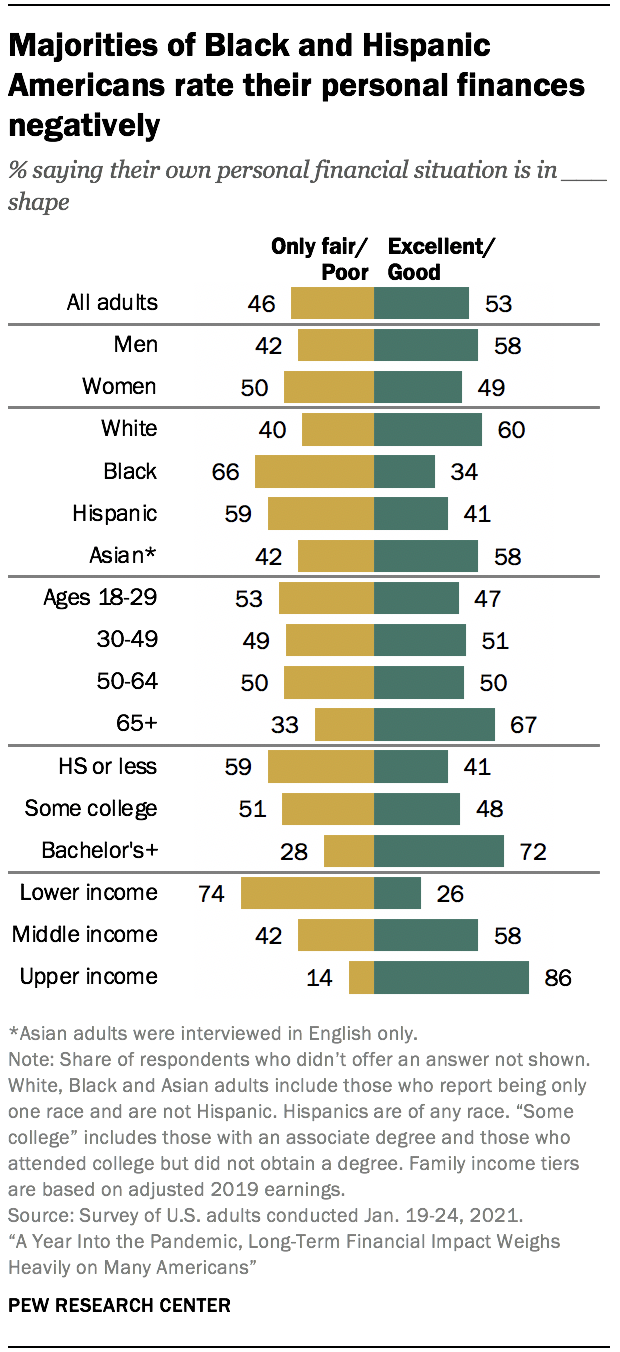 Majorities of Black and Hispanic
Americans rate their personal finances
negatively
% saying their own personal financial situation is in ___
shape
Only fair/ Excellent/
Poor Good
All adults 46 53
Men 42 58
Women 50 49
White 40 60
Black 66 34
Hispanic 59 41
Asian* 42 58
Ages 18-29 53 47
30-49 49 51
50-64 50 50
65+ 33 67
HS or less 59 41
Some college 51 48
Bachelor's+ 28 72
Lower income 74 26
Middle income 42 58
Upper income 14 86
*Asian adults were interviewed in English only.
Note: Share of respondents who didn’t offer an answer not shown.
White, Black and Asian adults include those who report being only
one race and are not Hispanic. Hispanics are of any race. “Some
college” includes those with an associate degree and those who
attended college but did not obtain a degree. Family income tiers
are based on adjusted 2019 earnings.
Source: Survey of U.S. adults conducted Jan. 19-24, 2021.
“A Year Into the Pandemic, Long-Term Financial Impact Weighs
Heavily on Many Americans”
PEW RESEARCH CENTER